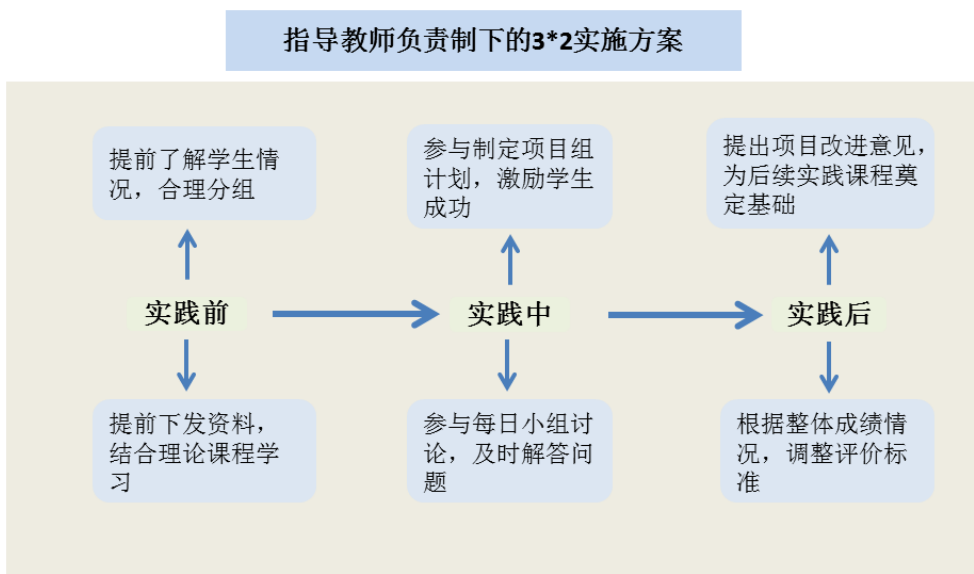 指导教师负责制下的3*2实施方案
提前了解学生情
况，合理分组
参与制定项目组
计划，激励学生
成功
提出项目改进意见，
为后续实践课程奠
定基础
实践前
实践中
实践后
提前下发资料，
结合理论课程学
习
参与每日小组讨
论，及时解答问
题
根据整体成绩情
况，调整评价标
准